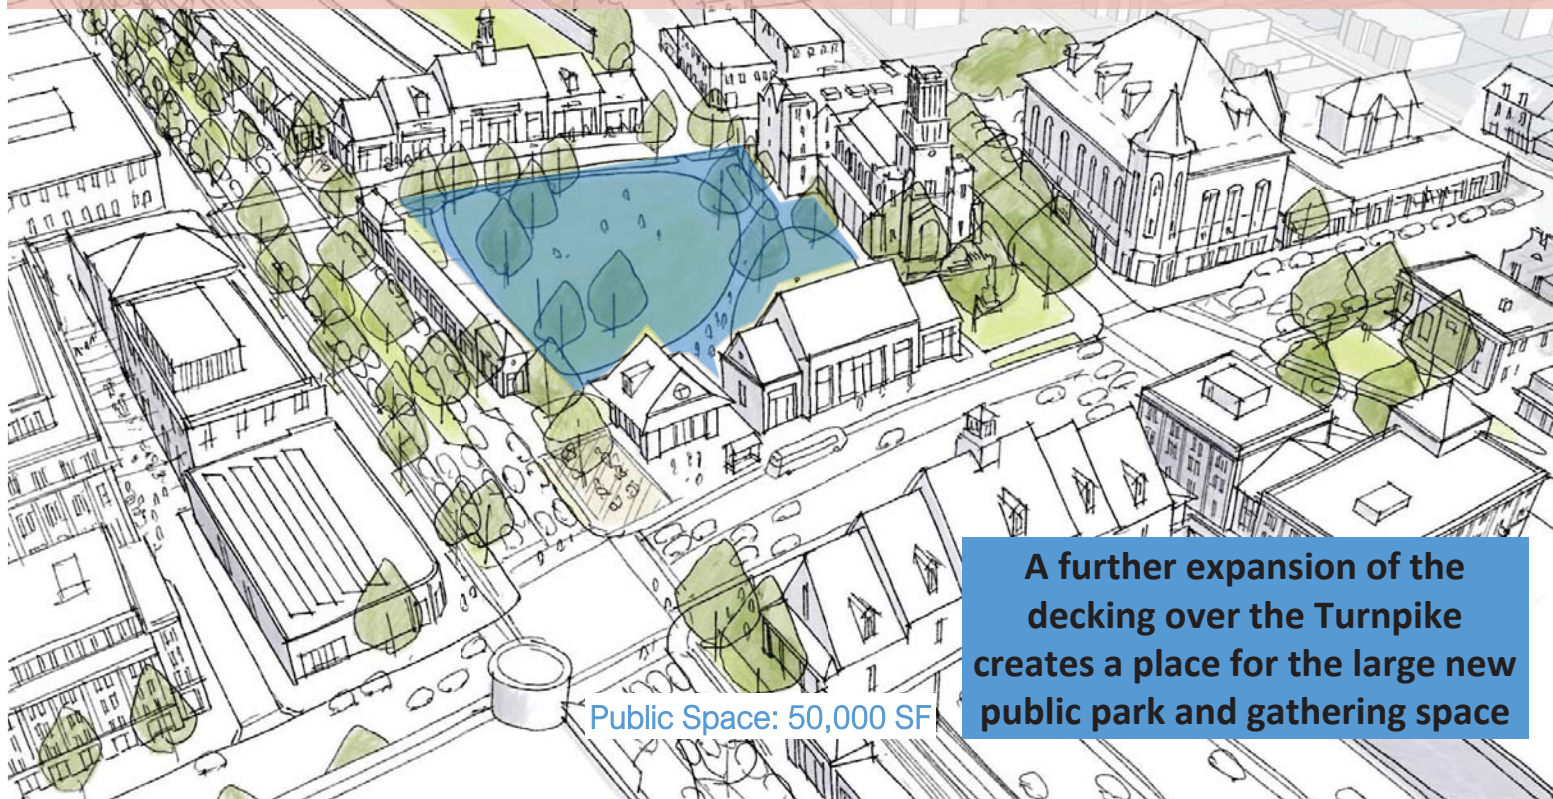 Public Space: 50,000 SF
A further expansion of the
decking over the Turnpike
creates a place for the large new
public park and gathering space